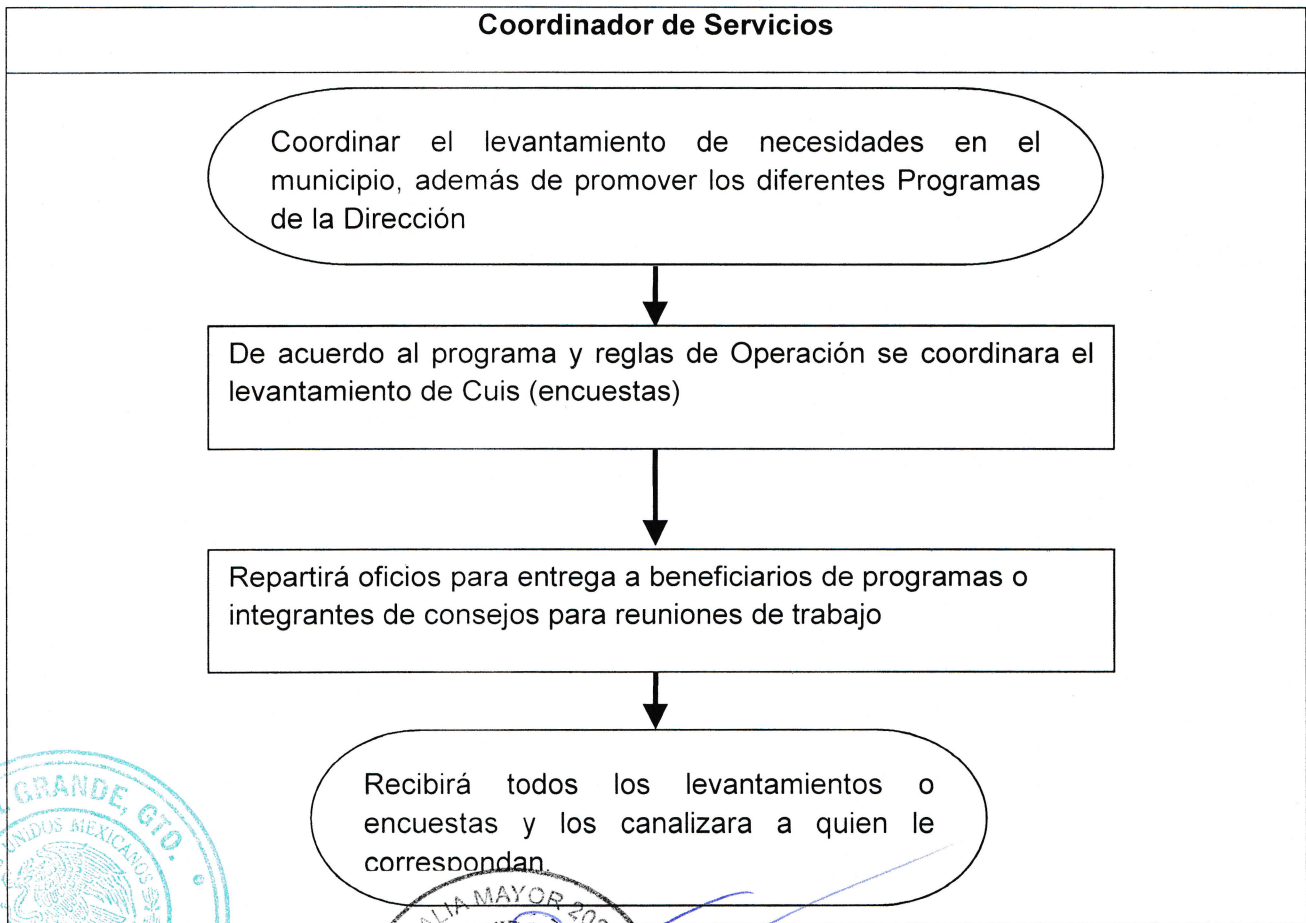 Coordinador de Servicios
Coordinar el levantamiento de necesidades en el
municipio, además de promover los diferentes Programas
de la Dirección
De acuerdo al programa y reglas de Operación se coordinara el
levantamiento de Cuis (encuestas)
Repartirá oficios para entrega a beneficiarios de programas o
integrantes de consejos para reuniones de trabajo
Recibirá todos los levantamientos o
encuestas y los canalizara a quien le
correspondan.
GRANDE, GTO.
UNIDOS MEXICANOS
MAYOR